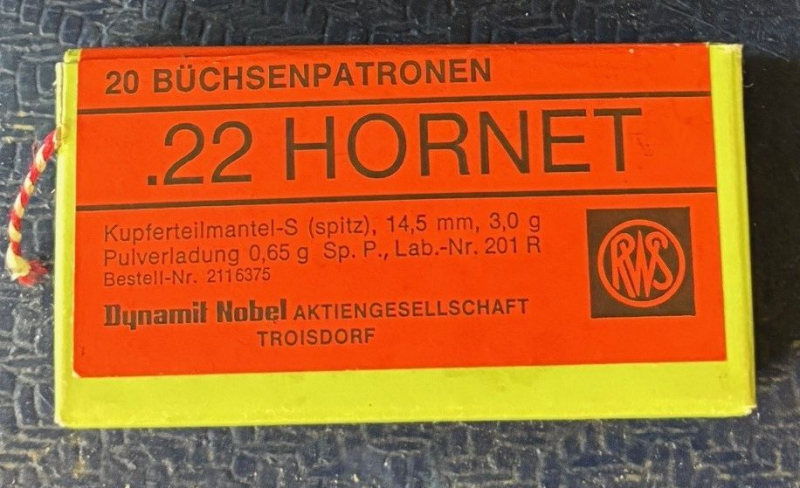 20 BÜCHSENPATRONEN
.22 HORNET
Kupferteilmantel-S (spitz), 14,5 mm, 3,0 g
Pulverladung 0,65 g Sp. P., Lab.-Nr. 201 R
Bestell-Nr. 2116375
Dynamit Nobel AKTIENGESELLSCHAFT
TROISDORF
RWS